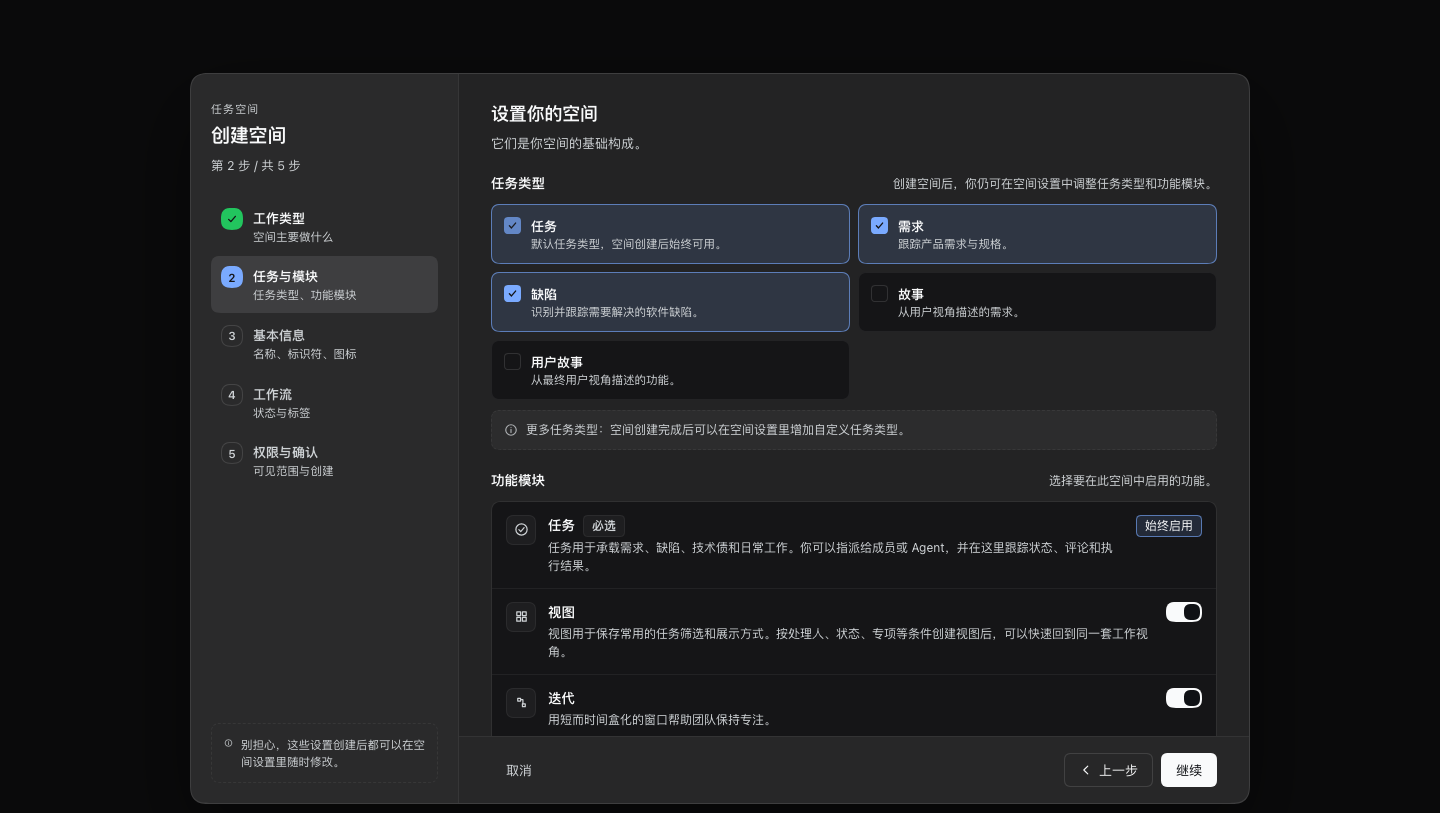 任务空间
创建空间
第 2 步 / 共 5 步
工作类型
空间主要做什么
2
任务与模块
任务类型、功能模块
3
基本信息
名称、标识符、图标
4
工作流
状态与标签
5
权限与确认
可见范围与创建
别担心，这些设置创建后都可以在空
间设置里随时修改。
设置你的空间
它们是你空间的基础构成。
任务类型
创建空间后，你仍可在空间设置中调整任务类型和功能模块。
任务
默认任务类型，空间创建后始终可用。
需求
跟踪产品需求与规格。
缺陷
识别并跟踪需要解决的软件缺陷。
故事
从用户视角描述的需求。
用户故事
从最终用户视角描述的功能。
更多任务类型：空间创建完成后可以在空间设置里增加自定义任务类型。
功能模块
选择要在此空间中启用的功能。
任务 必选
始终启用
任务用于承载需求、缺陷、技术债和日常工作。你可以指派给成员或 Agent，并在这里跟踪状态、评论和执
行结果。
视图
视图用于保存常用的任务筛选和展示方式。按处理人、状态、专项等条件创建视图后，可以快速回到同一套工作视
角。
迭代
用短而时间盒化的窗口帮助团队保持专注。
取消
上一步
继续